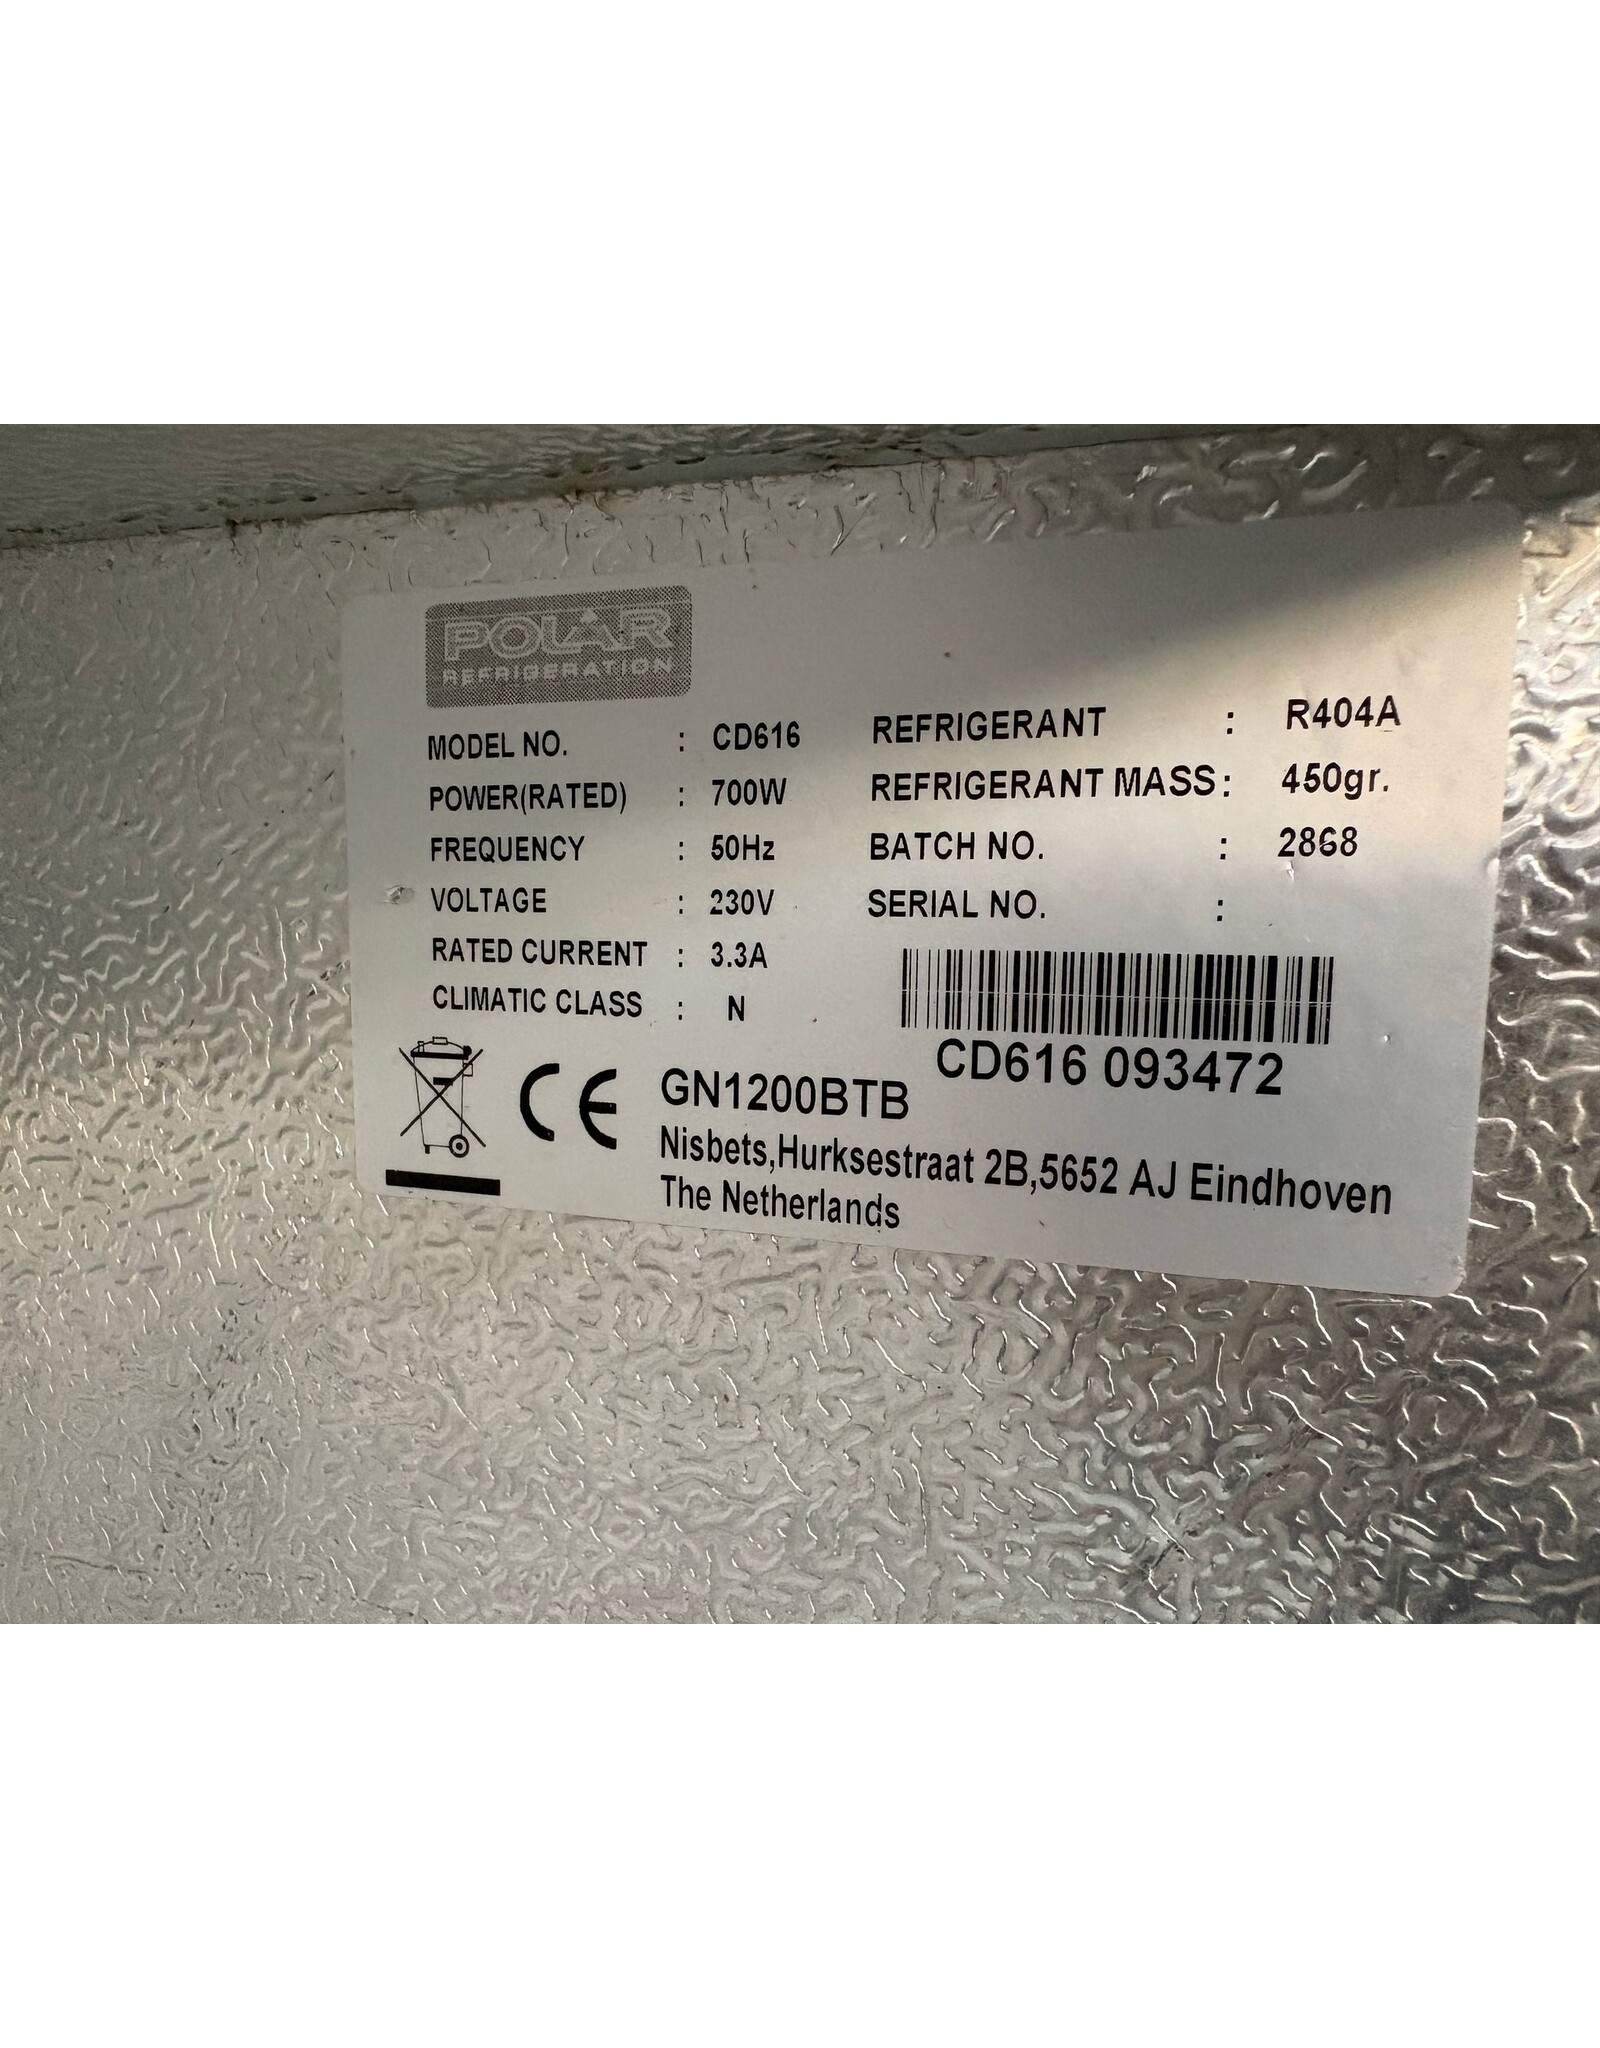 POLAR
REFRIGERATION
MODEL NO. : CD616
POWER(RATED) : 700W
FREQUENCY : 50Hz
VOLTAGE : 230V
RATED CURRENT : 3.3A
CLIMATIC CLASS : N
REFRIGERANT : R404A
REFRIGERANT MASS : 450gr.
BATCH NO. : 2868
SERIAL NO. :
CD616 093472
CE
GN1200BTB
Nisbets,Hurksestraat 2B,5652 AJ Eindhoven
The Netherlands